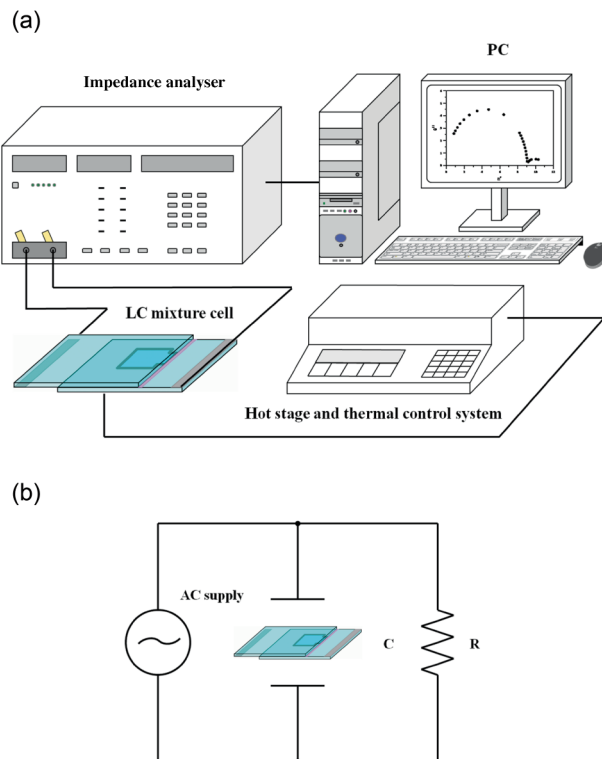 (a)
PC
Impedance analyser
LC mixture cell
Hot stage and thermal control system
(b)
AC supply
C
R